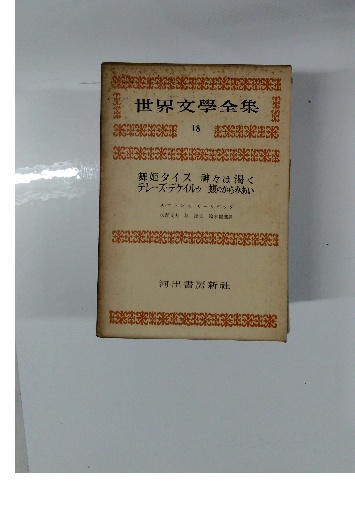 世界文學全集
18
舞姫タイス 神々は渇く
テレーズ・デケイルゥ 蝮のからみあい
河出書房新社